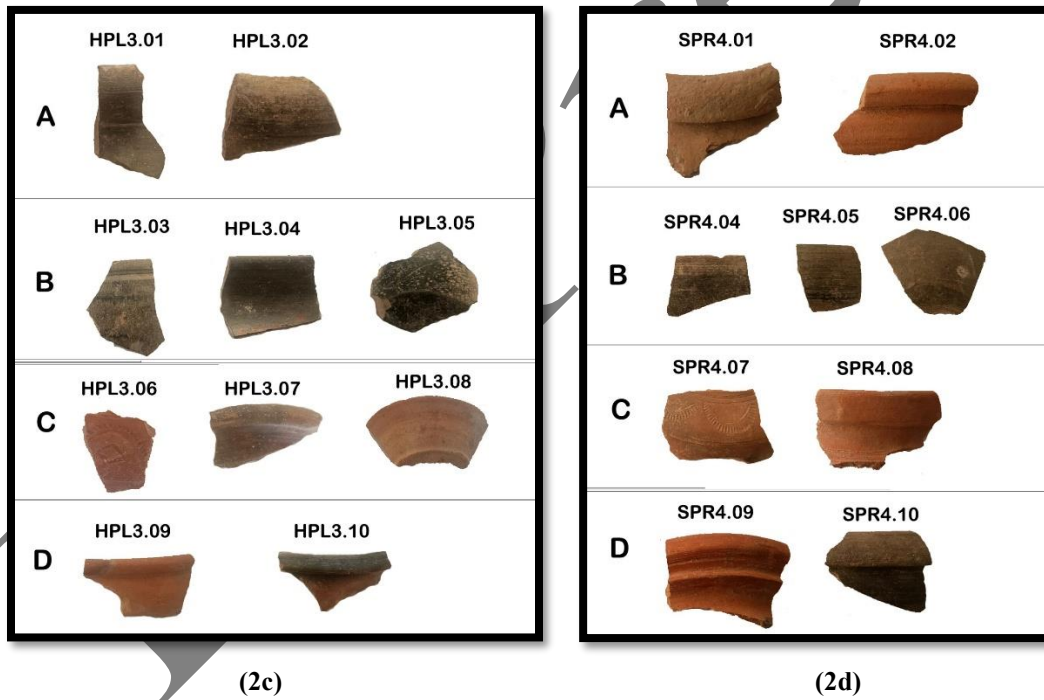 HPL3.01 HPL3.02
A
HPL3.03 HPL3.04 HPL3.05
B
HPL3.06 HPL3.07 HPL3.08
C
HPL3.09 HPL3.10
D
(2c)
SPR4.01 SPR4.02
A
SPR4.04 SPR4.05 SPR4.06
B
SPR4.07 SPR4.08
C
SPR4.09 SPR4.10
D
(2d)